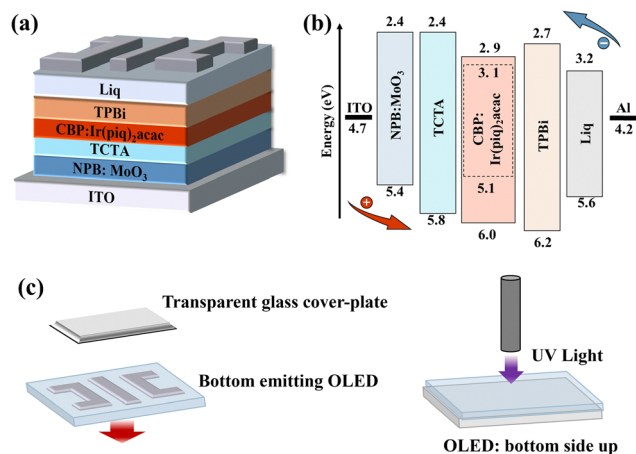 (a)
Liq
TPBi
CBP:Ir(piq)2acac
TCTA
NPB: MoO3
ITO
(b)
Energy (eV)
ITO
4.7
2.4
NPB:MoO3
5.4
2.4
TCTA
5.8
2. 9
3. 1
CBP:
Ir(piq)2acac
5.1
6.0
2.7
TPBi
6.2
3.2
Liq
5.6
Al
4.2
+
−
(c)
Transparent glass cover-plate
Bottom emitting OLED
UV Light
OLED: bottom side up